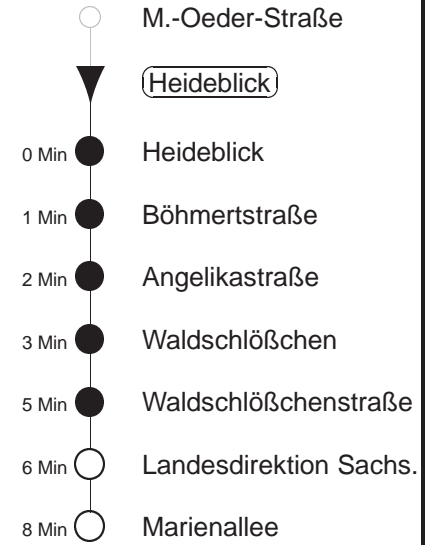 M.-Oeder-Straße
Heideblick
0 Min Heideblick
1 Min Böhmertstraße
2 Min Angelikastraße
3 Min Waldschlößchen
5 Min Waldschlößchenstraße
6 Min Landesdirektion Sachs.
8 Min Marienallee